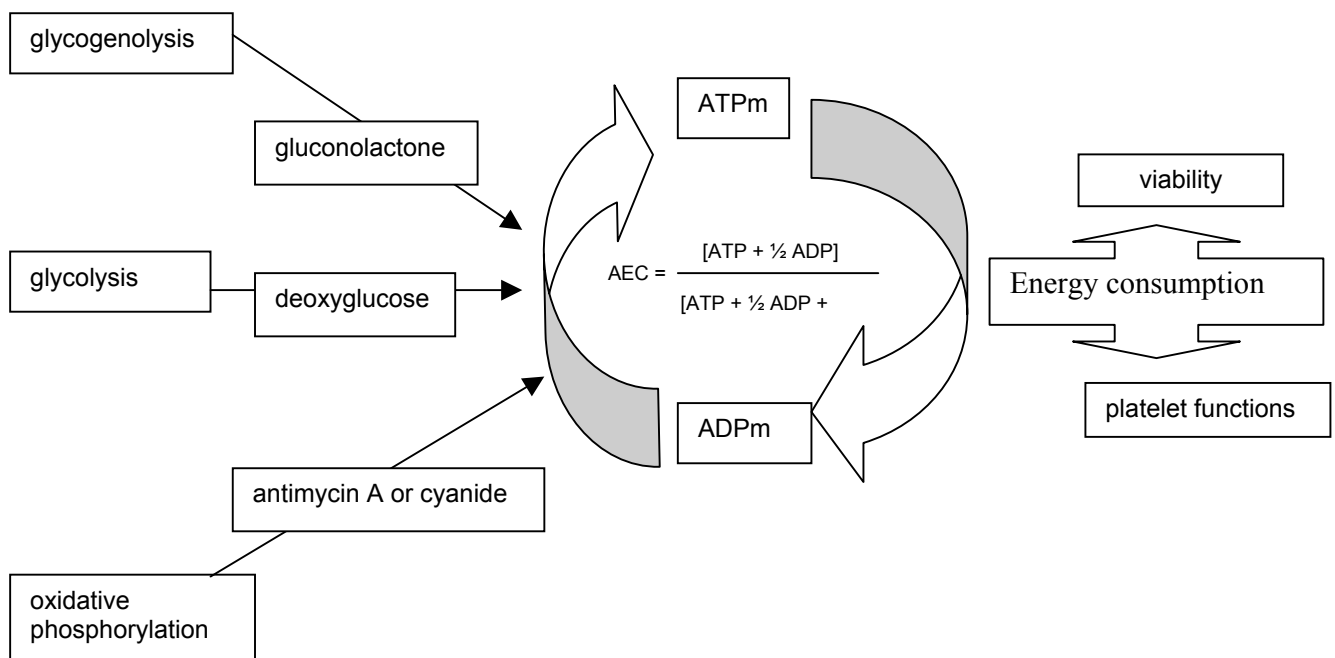 glycogenolysis
ATPm
gluconolactone
viability
[ATP + ½ ADP]
AEC =
[ATP + ½ ADP +
glycolysis
deoxyglucose
Energy consumption
platelet functions
ADPm
antimycin A or cyanide
oxidative
phosphorylation